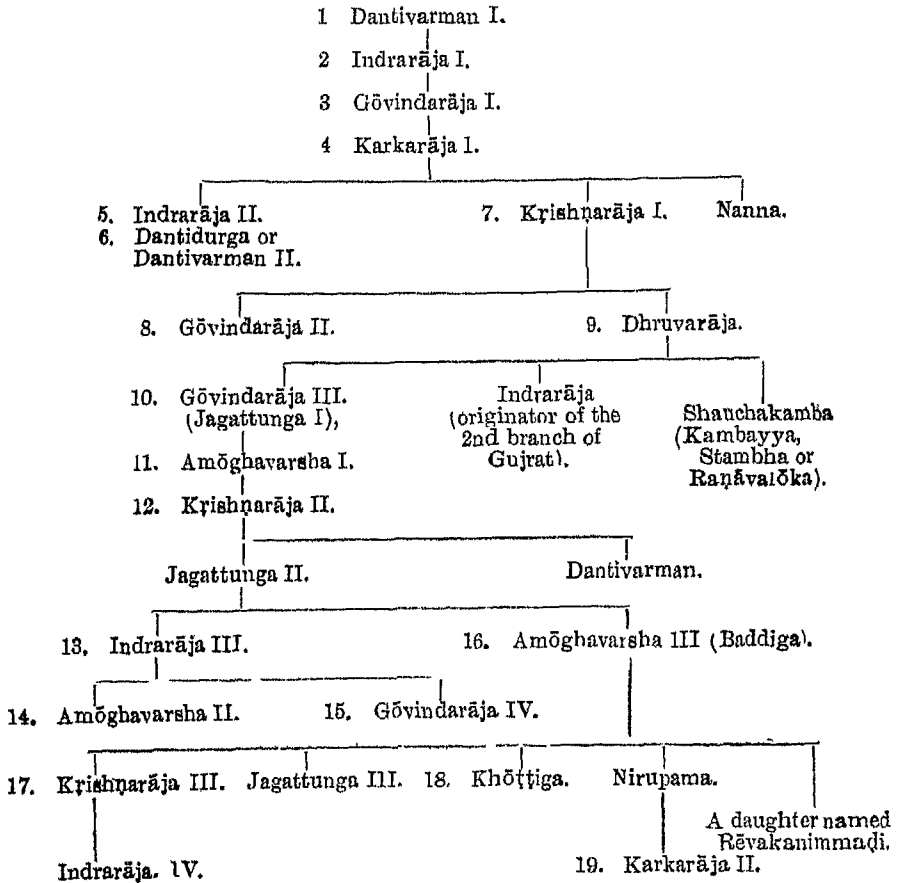 1 Dantivarman I.
2 Indrarāja I.
3 Gōvindarāja I.
4 Karkarāja I.
5. Indrarāja II.
6. Dantidurga or
Dantivarman II.
7. Kṛishṇarāja I.
Nanna.
8. Gōvindarāja II.
9. Dhruvarāja.
10. Gōvindarāja III.
(Jagattunga I),
Indrarāja
(originator of the
2nd branch of
Gujrat).
Shauchakamba
(Kambayya,
Stambha or
Raṇāvalōka).
11. Amōghavarsha I.
12. Kṛishṇarāja II.
Jagattunga II.
Dantivarman.
13. Indrarāja III.
16. Amōghavarsha III (Baddiga).
14. Amōghavarsha II.
15. Gōvindarāja IV.
17. Kṛishṇarāja III.
Jagattunga III.
18. Khōṭṭiga.
Nirupama.
A daughter named
Rēvakanimmaḍi.
Indrarāja. IV.
19. Karkarāja II.